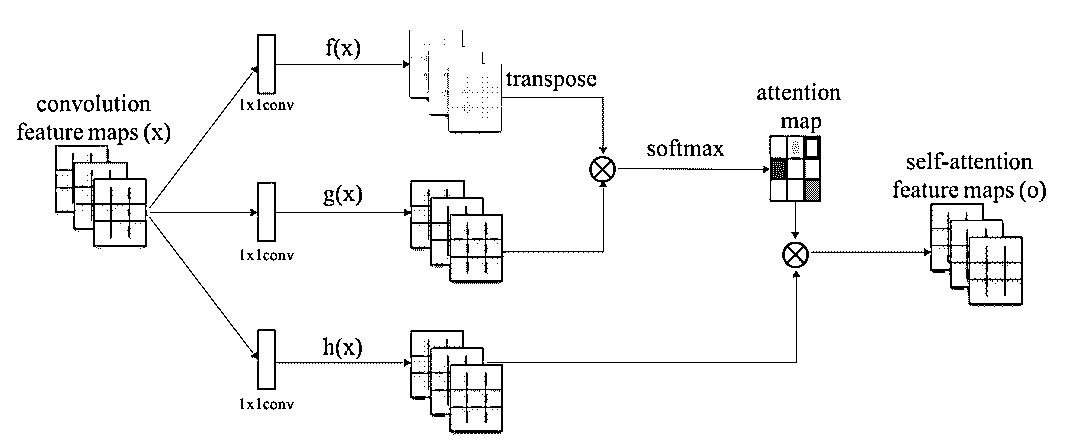 f(x)
1x1conv
transpose
convolution
feature maps (x)
attention
map
softmax
self-attention
feature maps (o)
g(x)
1x1conv
h(x)
1x1conv